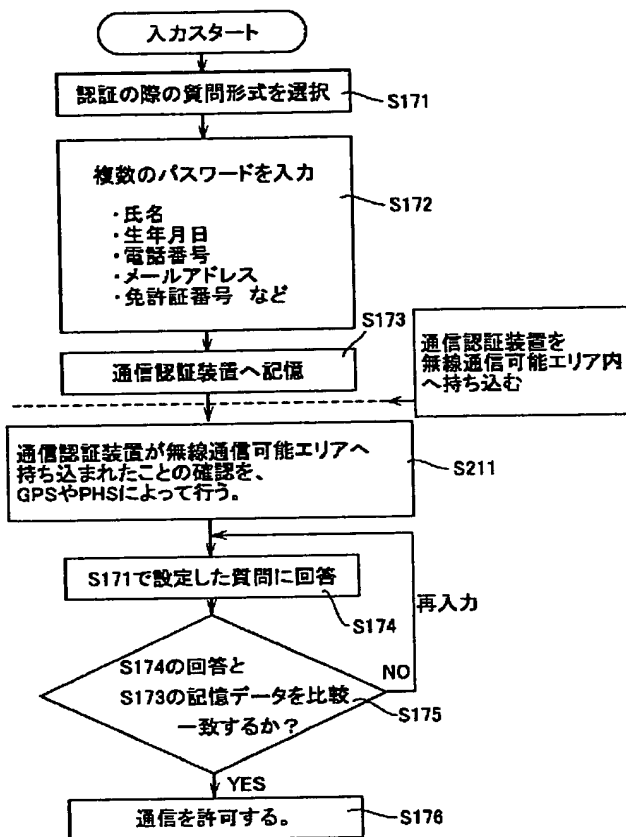 入力スタート
認証の際の質問形式を選択
S171
複数のパスワードを入力
・氏名
・生年月日
・電話番号
・メールアドレス
・免許証番号 など
S172
S173
通信認証装置へ記憶
通信認証装置を
無線通信可能エリア内
へ持ち込む
通信認証装置が無線通信可能エリアへ
持ち込まれたことの確認を、
GPSやPHSによって行う。
S211
S171で設定した質問に回答
S174
再入力
S174の回答と
S173の記憶データを比較
一致するか？
NO
S175
YES
通信を許可する。
S176